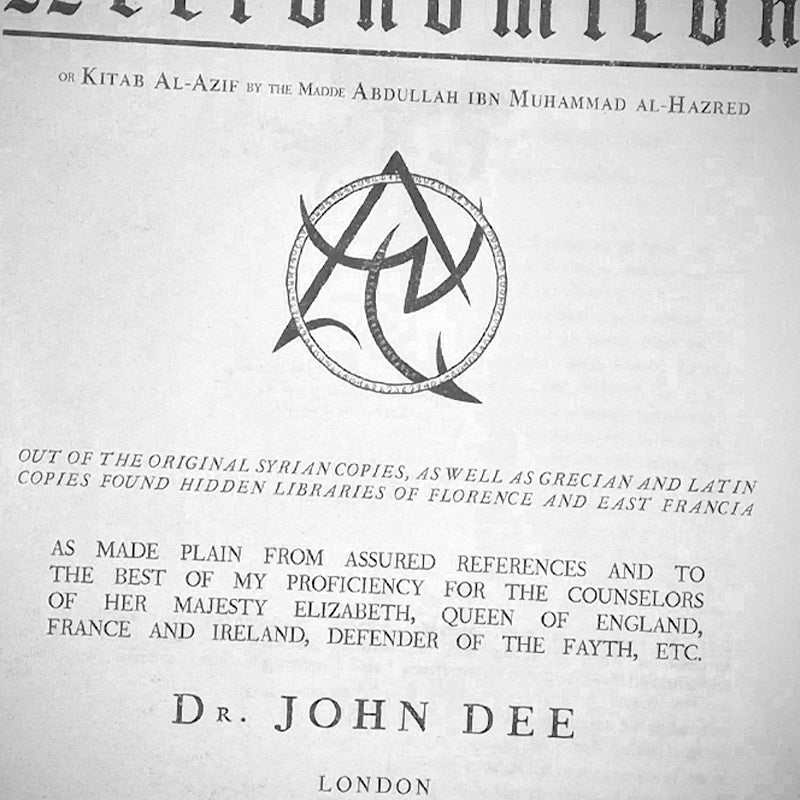 Necronomicon
OR KITAB AL-AZIF BY THE MADDE ABDULLAH IBN MUHAMMAD AL-HAZRED
OUT OF THE ORIGINAL SYRIAN COPIES, AS WELL AS GRECIAN AND LATIN
COPIES FOUND HIDDEN LIBRARIES OF FLORENCE AND EAST FRANCIA
AS MADE PLAIN FROM ASSURED REFERENCES AND TO
THE BEST OF MY PROFICIENCY FOR THE COUNSELORS
OF HER MAJESTY ELIZABETH, QUEEN OF ENGLAND,
FRANCE AND IRELAND, DEFENDER OF THE FAYTH, ETC.
DR. JOHN DEE
LONDON